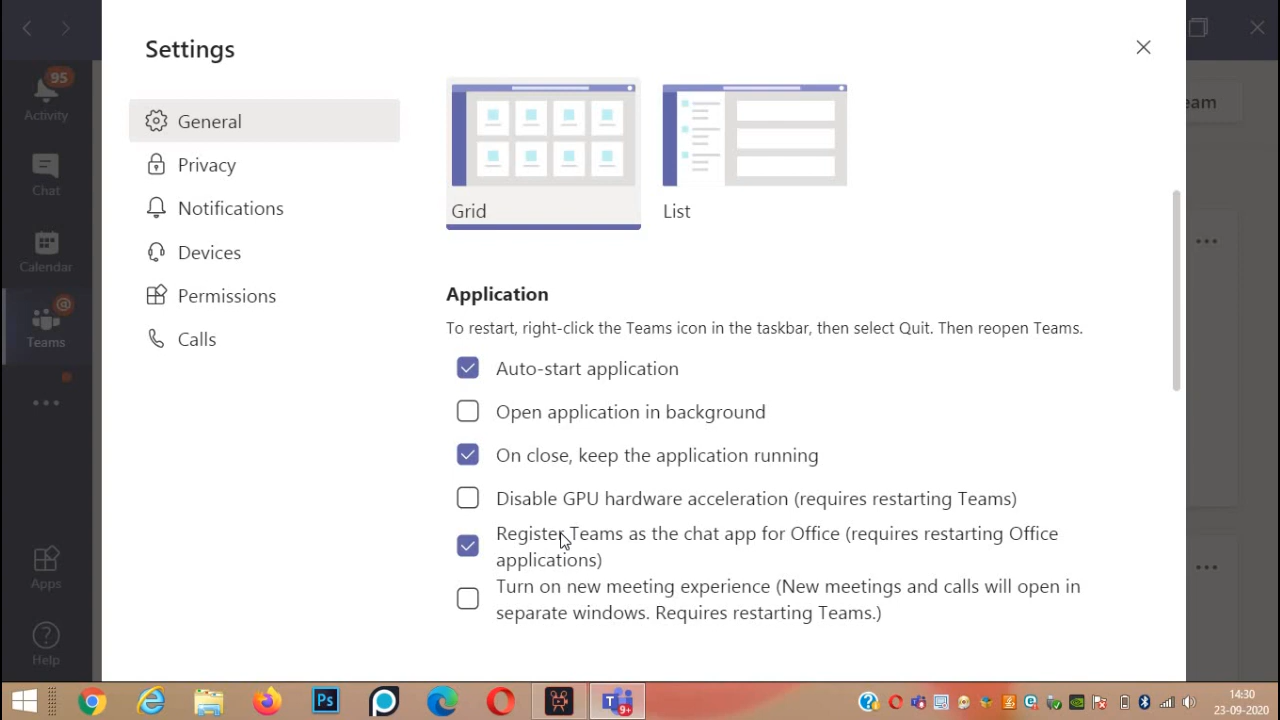 Settings
95
Activity
Chat
Calendar
Teams
Apps
Help
General
Privacy
Notifications
Devices
Permissions
Calls
Grid
List
Application
To restart, right-click the Teams icon in the taskbar, then select Quit. Then reopen Teams.
Auto-start application
Open application in background
On close, keep the application running
Disable GPU hardware acceleration (requires restarting Teams)
Register Teams as the chat app for Office (requires restarting Office
applications)
Turn on new meeting experience (New meetings and calls will open in
separate windows. Requires restarting Teams.)
eam
Ps
T
9+
14:30
23-09-2020